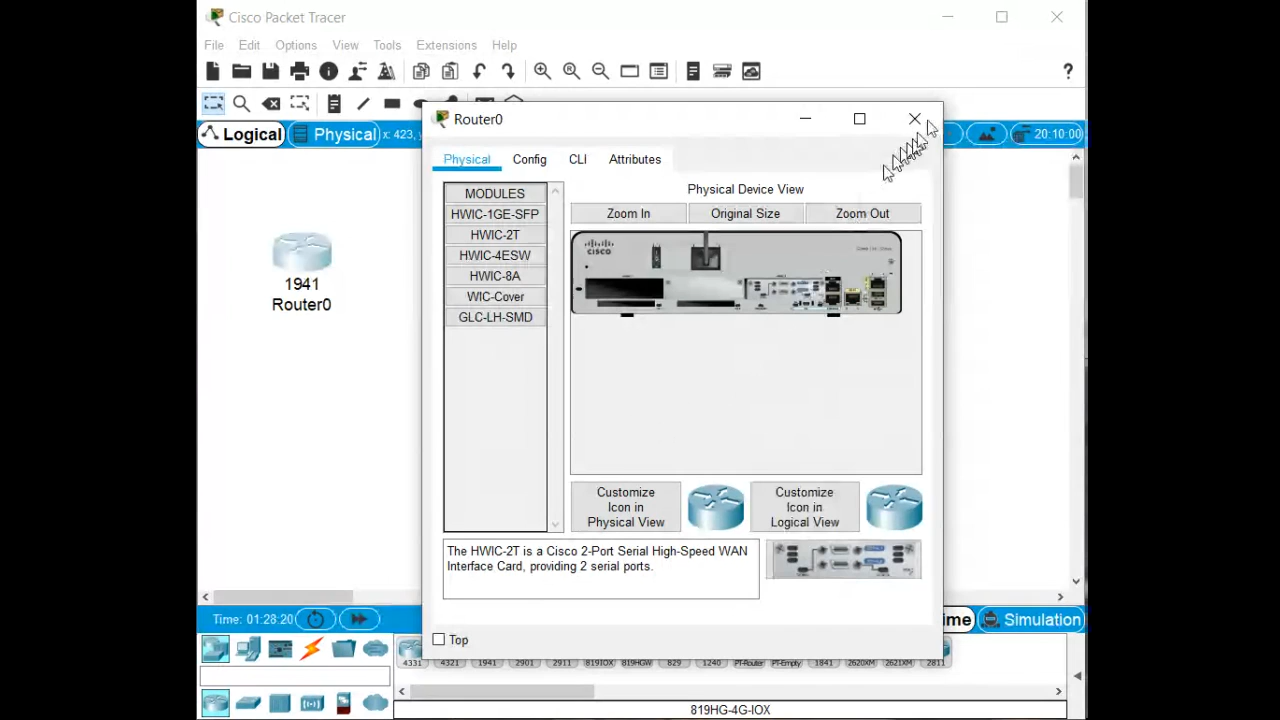 Cisco Packet Tracer
File Edit Options View Tools Extensions Help
?
Logical Physical x: 423, y
20:10:00
Router0
Physical Config CLI Attributes
MODULES
HWIC-1GE-SFP
HWIC-2T
HWIC-4ESW
HWIC-8A
WIC-Cover
GLC-LH-SMD
Physical Device View
Zoom In Original Size Zoom Out
CISCO
1941
Router0
Customize
Icon in
Physical View
Customize
Icon in
Logical View
The HWIC-2T is a Cisco 2-Port Serial High-Speed WAN
Interface Card, providing 2 serial ports.
Top
Time: 01:28:20
ime Simulation
4331 4321 1941 2901 2911 819IOX 819HGW 829 1240 PT-Router PT-Empty 1841 2620XM 2621XM 2811
819HG-4G-IOX